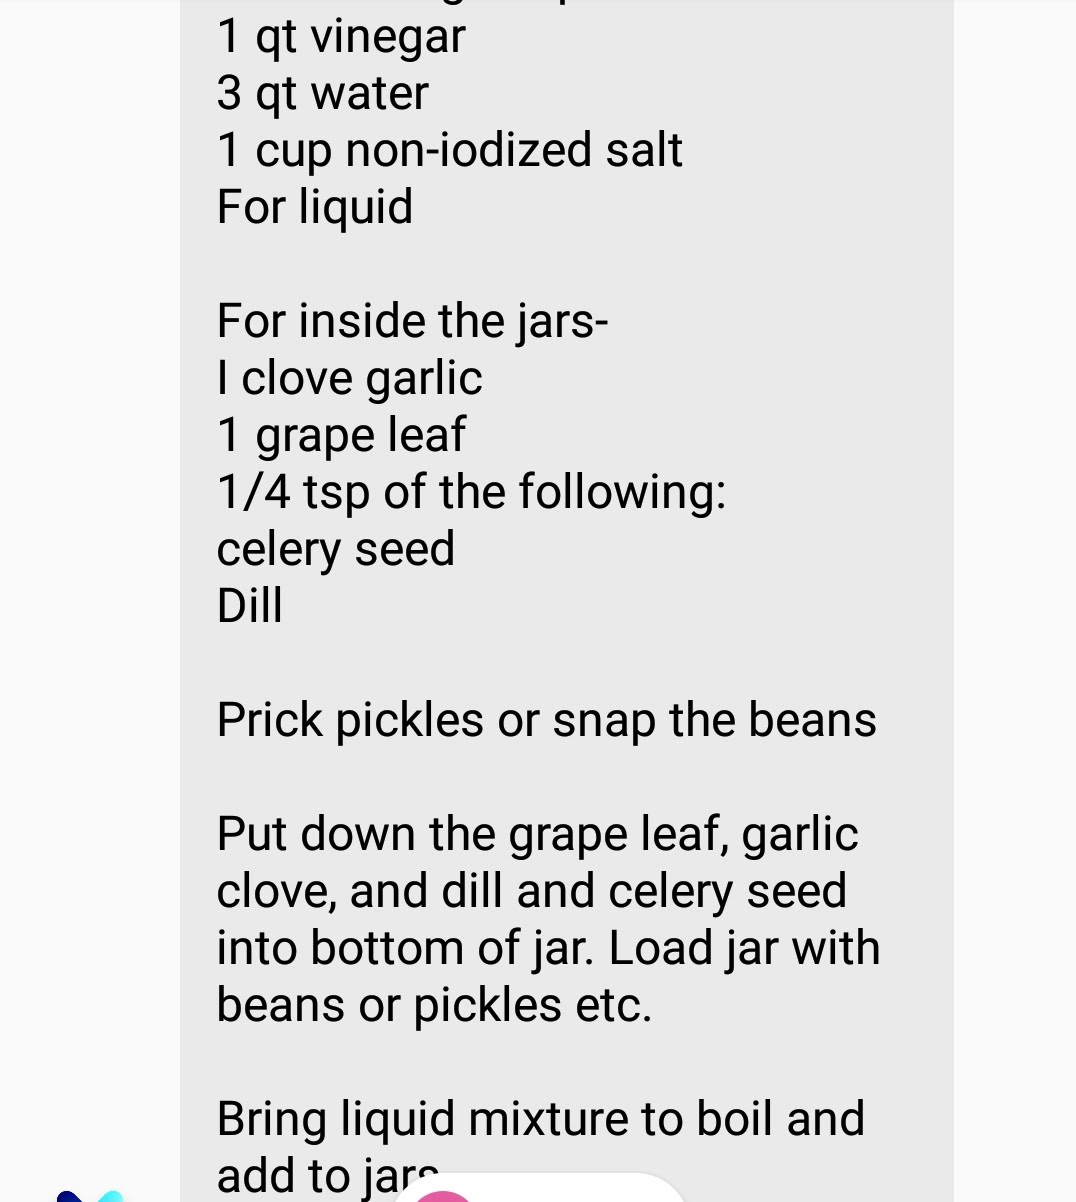 1 qt vinegar
3 qt water
1 cup non-iodized salt
For liquid
For inside the jars-
I clove garlic
1 grape leaf
1/4 tsp of the following:
celery seed
Dill
Prick pickles or snap the beans
Put down the grape leaf, garlic
clove, and dill and celery seed
into bottom of jar. Load jar with
beans or pickles etc.
Bring liquid mixture to boil and
add to jars